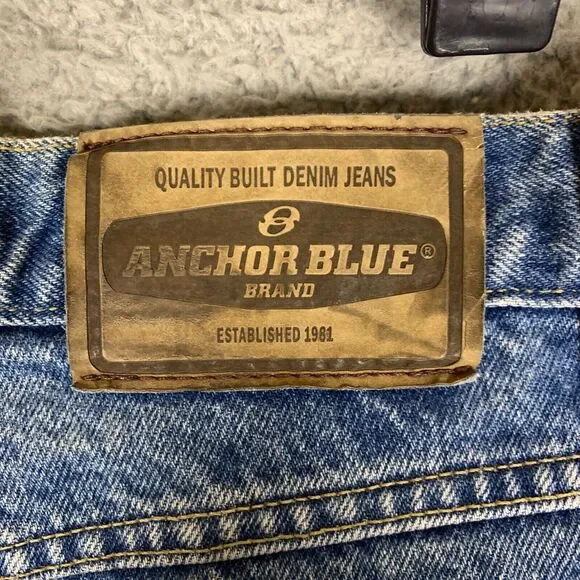 QUALITY BUILT DENIM JEANS
ANCHOR BLUE®
BRAND
ESTABLISHED 1981